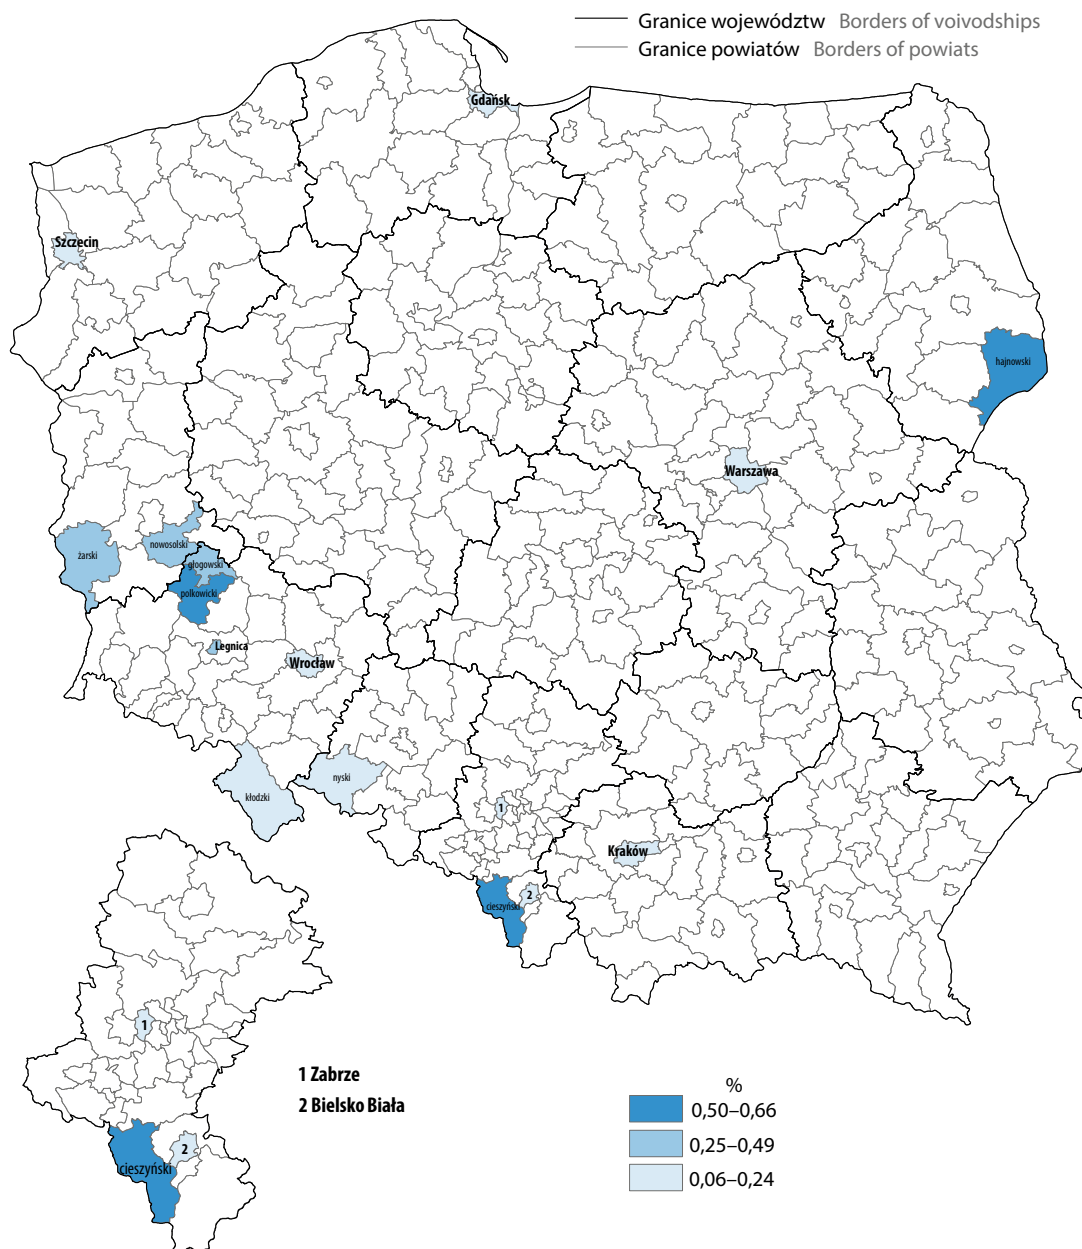 Granice województw Borders of voivodships
Granice powiatów Borders of powiats
Gdańsk
Szczecin
hajnowski
Warszawa
żarski
nowosolski
głogowski
polkowicki
Legnica
Wrocław
kłodzki
nyski
1
Kraków
cieszyński
2
1
1 Zabrze
2 Bielsko Biała
%
0,50–0,66
0,25–0,49
0,06–0,24
cieszyński
2